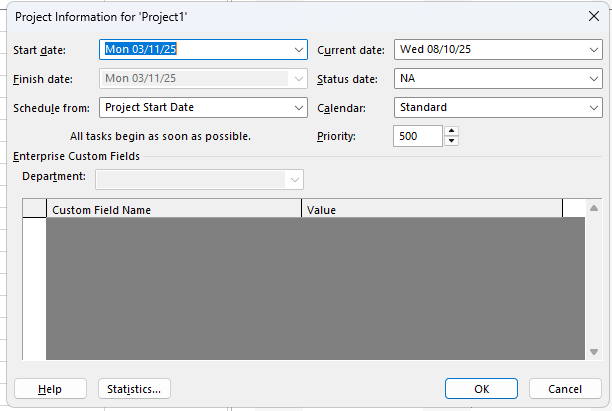 Project Information for 'Project1'
Start date: Mon 03/11/25 Current date: Wed 08/10/25
Finish date: Mon 03/11/25 Status date: NA
Schedule from: Project Start Date Calendar: Standard
All tasks begin as soon as possible. Priority: 500
Enterprise Custom Fields
Department:
Custom Field Name Value
Help Statistics... OK Cancel